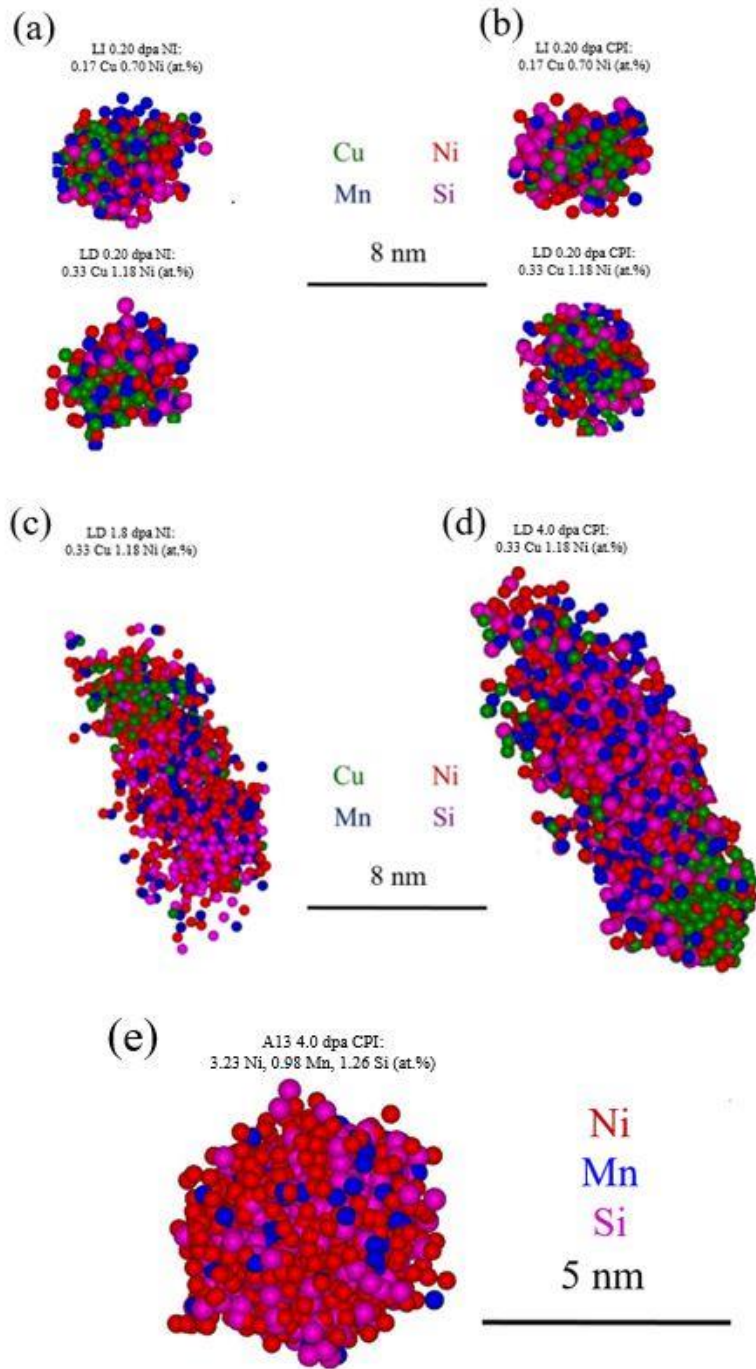 (a)
LI 0.20 dpa NI:
0.17 Cu 0.70 Ni (at.%)
(b)
LI 0.20 dpa CPI:
0.17 Cu 0.70 Ni (at.%)
Cu Ni
Mn Si
8 nm
LD 0.20 dpa NI:
0.33 Cu 1.18 Ni (at.%)
LD 0.20 dpa CPI:
0.33 Cu 1.18 Ni (at.%)
(c)
LD 1.8 dpa NI:
0.33 Cu 1.18 Ni (at.%)
(d)
LD 4.0 dpa CPI:
0.33 Cu 1.18 Ni (at.%)
Cu Ni
Mn Si
8 nm
(e)
A13 4.0 dpa CPI:
3.23 Ni, 0.98 Mn, 1.26 Si (at.%)
Ni
Mn
Si
5 nm